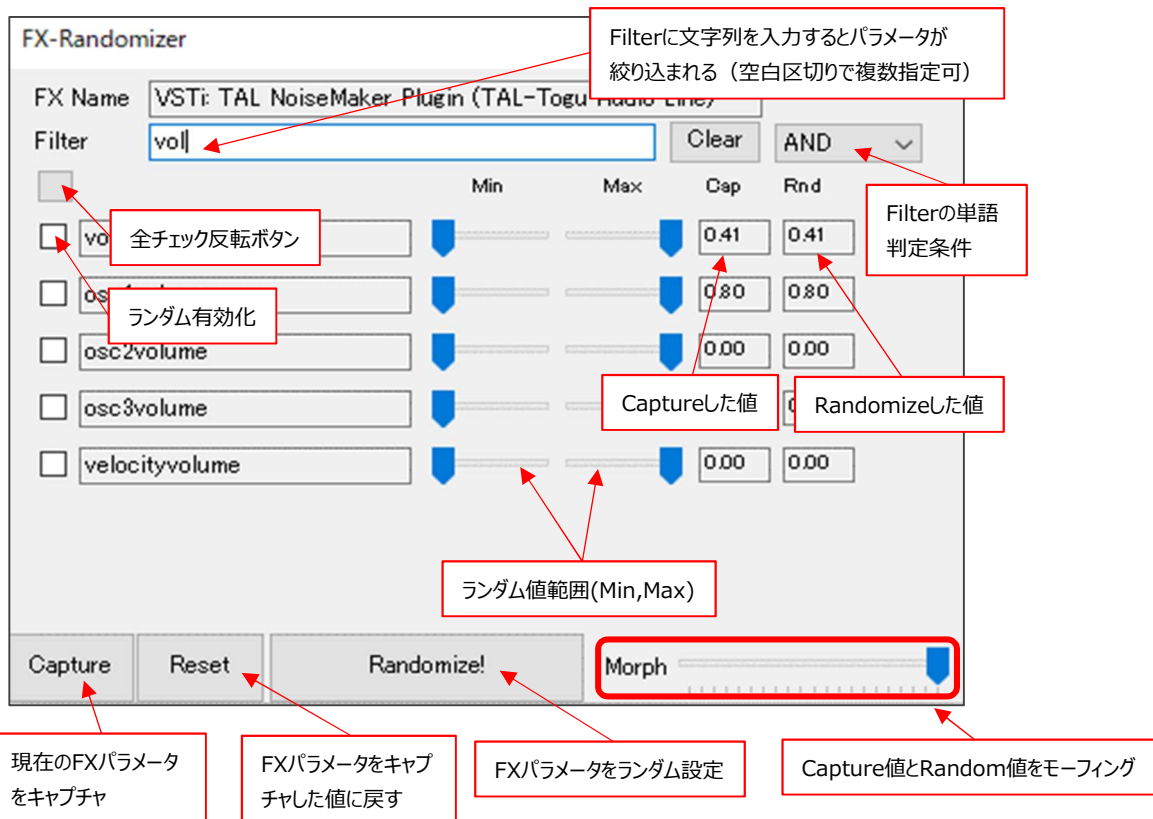 FX-Randomizer
Filterに文字列を入力するとパラメータが
絞り込まれる（空白区切りで複数指定可）
FX Name VSTi: TAL NoiseMaker Plugin (TAL-Togu Audio Line)
Filter vol Clear AND
Min Max Cap Rnd
Filterの単語
判定条件
全チェック反転ボタン
vo 0.41 0.41
0.80 0.80
ランダム有効化
osc2volume 0.00 0.00
Captureした値 Randomizeした値
osc3volume
velocityvolume 0.00 0.00
ランダム値範囲(Min,Max)
Capture Reset Randomize! Morph
現在のFXパラメータ
をキャプチャ
FXパラメータをキャプ
チャした値に戻す
FXパラメータをランダム設定
Capture値とRandom値をモーフィング